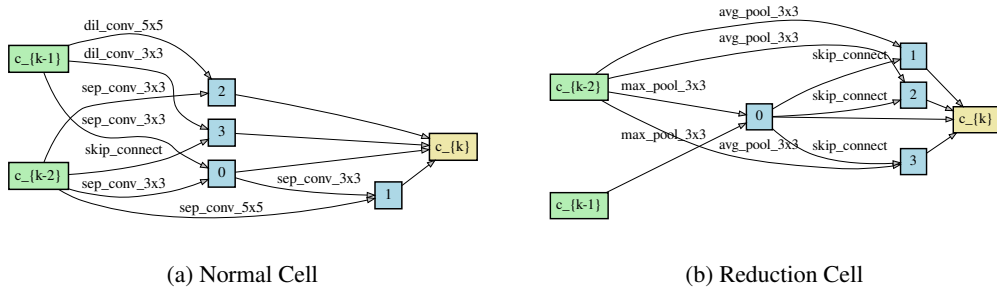 dil_conv_5x5
c_{k-1}
dil_conv_3x3
2
sep_conv_3x3
sep_conv_3x3
3
c_{k}
skip_connect
c_{k-2}
0
sep_conv_3x3
sep_conv_3x3
1
sep_conv_5x5
(a) Normal Cell
avg_pool_3x3
avg_pool_3x3
1
skip_connect
c_{k-2}
max_pool_3x3
2
skip_connect
0
c_{k}
max_pool_3x3
avg_pool_3x3
skip_connect
3
c_{k-1}
(b) Reduction Cell